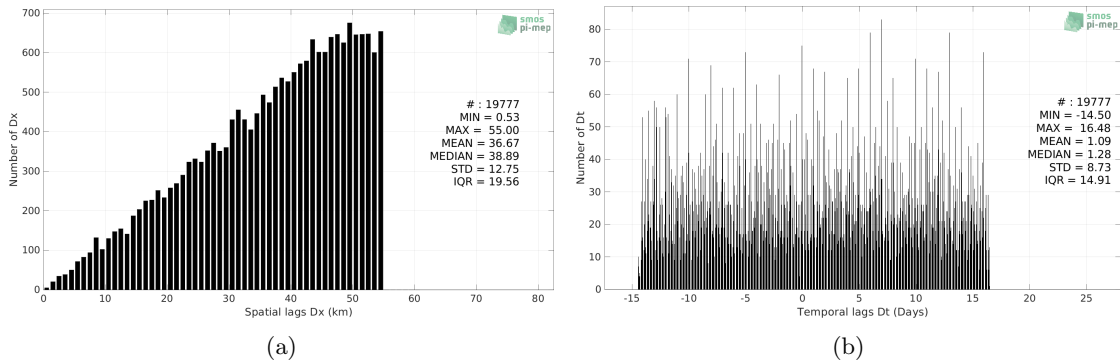 700
600
500
400
300
200
100
0
Number of Dx
0 10 20 30 40 50 60 70 80
Spatial lags Dx (km)
smos
pi-mep
# : 19777
MIN = 0.53
MAX = 55.00
MEAN = 36.67
MEDIAN = 38.89
STD = 12.75
IQR = 19.56
(a)
80
70
60
50
40
30
20
10
0
Number of Dt
-15 -10 -5 0 5 10 15 20 25
Temporal lags Dt (Days)
smos
pi-mep
# : 19777
MIN = -14.50
MAX = 16.48
MEAN = 1.09
MEDIAN = 1.28
STD = 8.73
IQR = 14.91
(b)